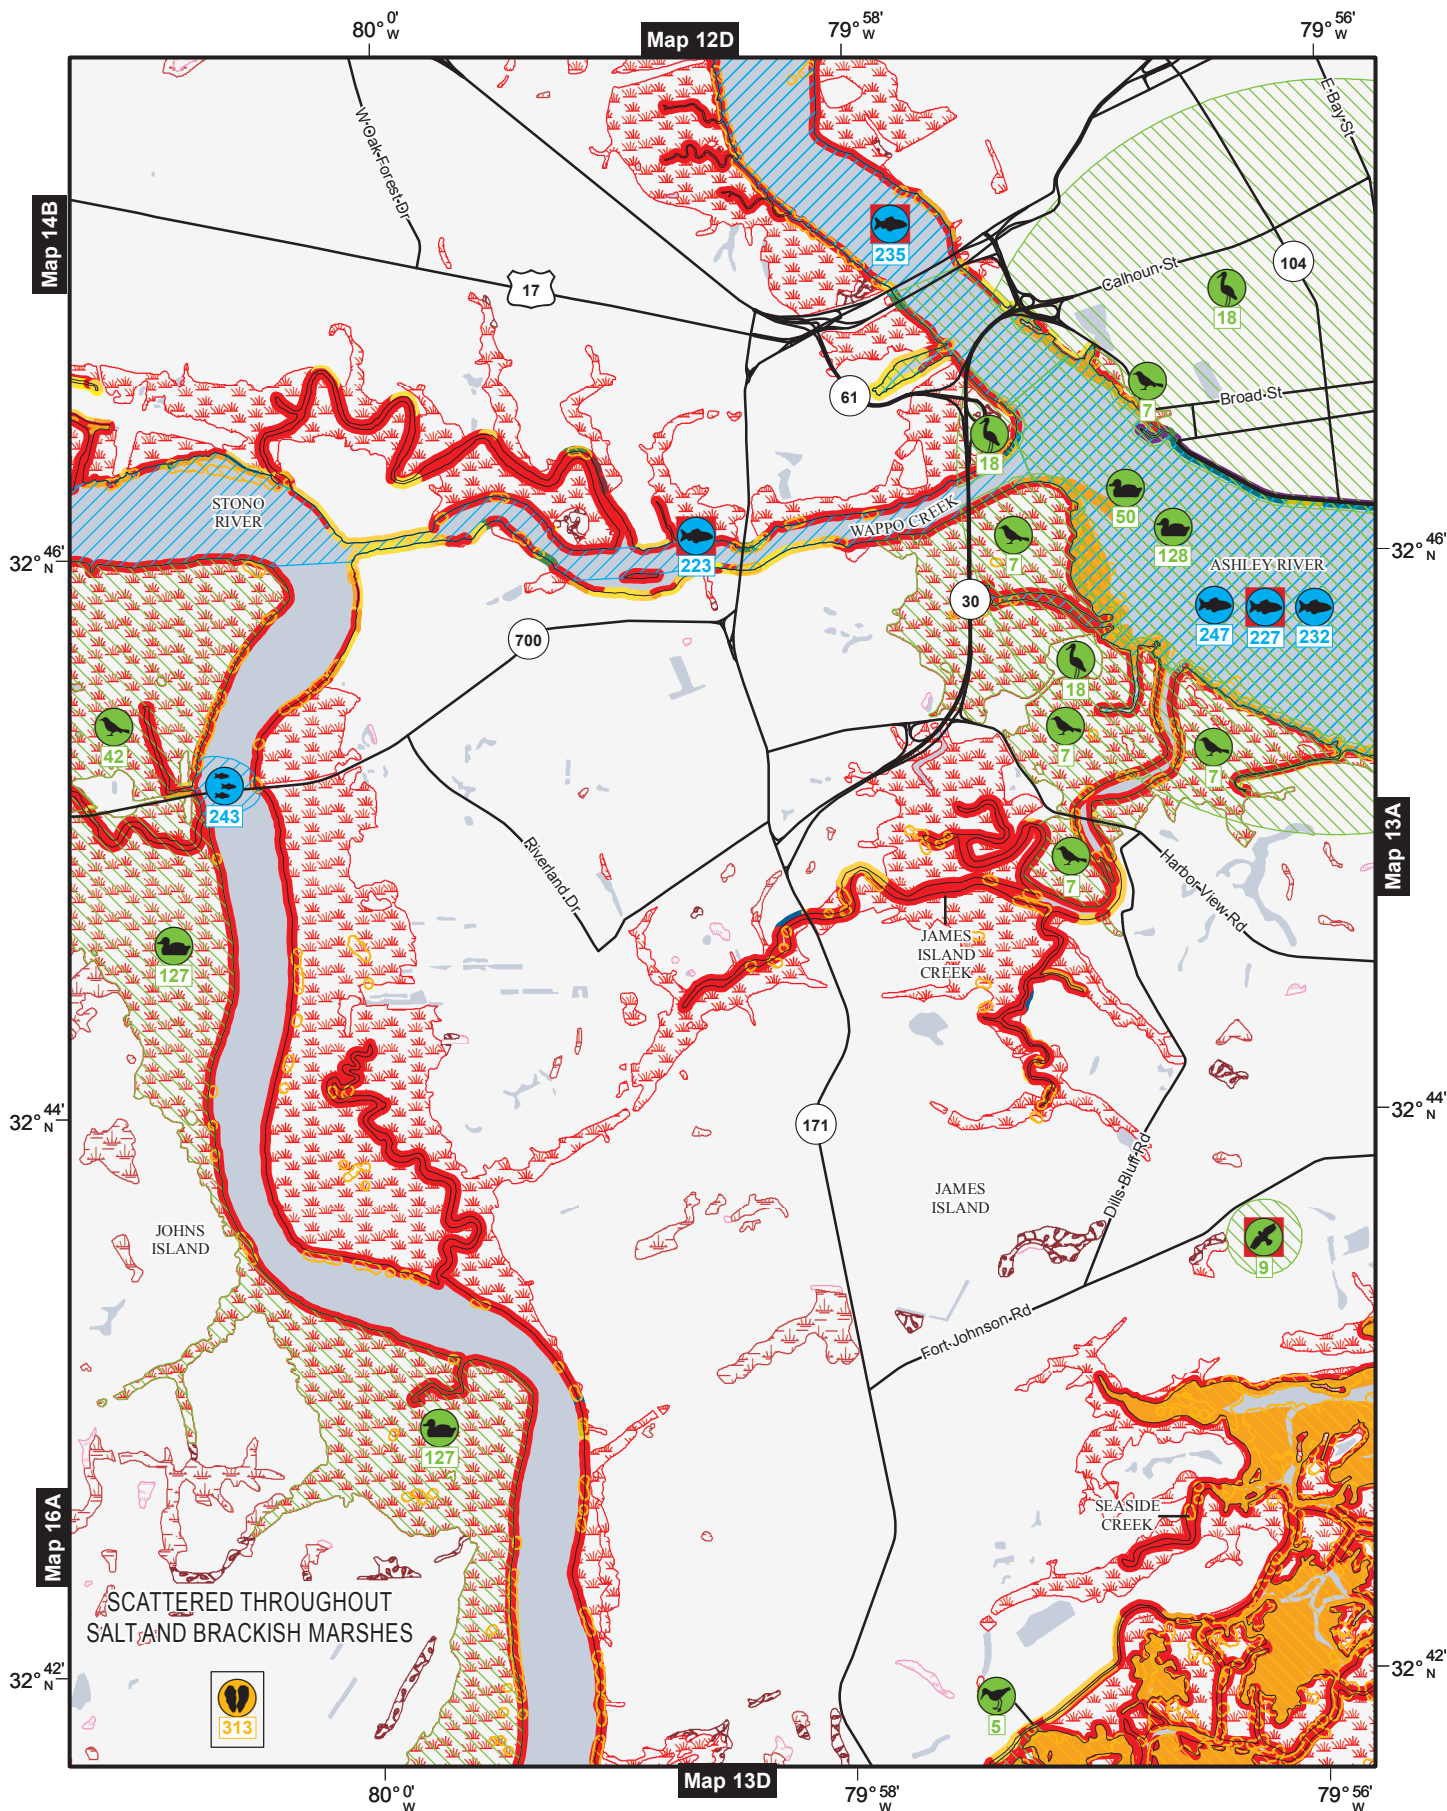 80° 0' W
79° 58' W
79° 56' W
Map 12D
W Oak Forest Dr
E Bay St
Map 14B
235
104
Calhoun St
17
18
61
7
Broad St
18
STONO
RIVER
50
WAPPO CREEK
128
32° 46' N
223
7
ASHLEY RIVER
32° 46' N
30
247
227
232
700
18
42
7
7
243
Map 13A
Riverland Dr
7
Harbor View Rd
JAMES
ISLAND
CREEK
127
32° 44' N
171
32° 44' N
Dills Bluff Rd
JAMES
ISLAND
JOHNS
ISLAND
9
Fort Johnson Rd
127
Map 16A
SEASIDE
CREEK
SCATTERED THROUGHOUT
SALT AND BRACKISH MARSHES
32° 42' N
313
5
32° 42' N
Map 13D
80° 0' W
79° 58' W
79° 56' W